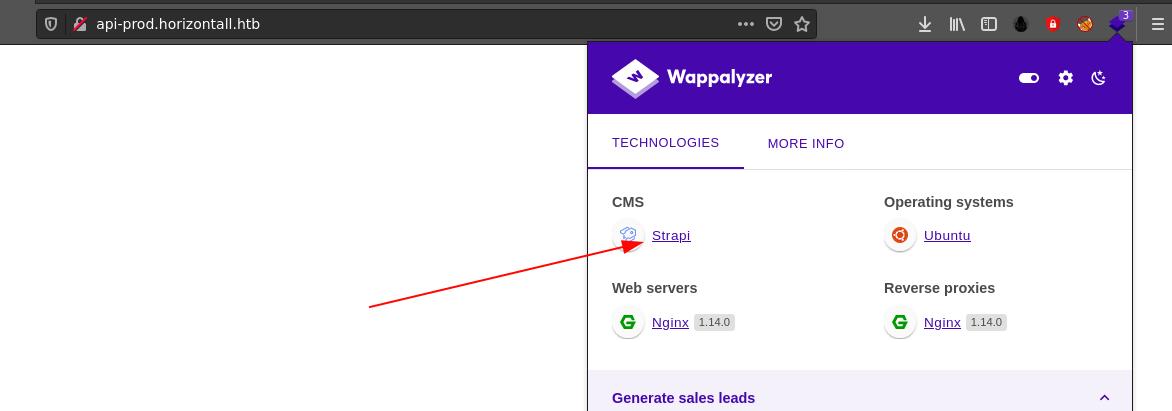 api-prod.horizontall.htb
3
Wappalyzer
TECHNOLOGIES MORE INFO
CMS Operating systems
Strapi Ubuntu
Web servers Reverse proxies
Nginx 1.14.0 Nginx 1.14.0
Generate sales leads